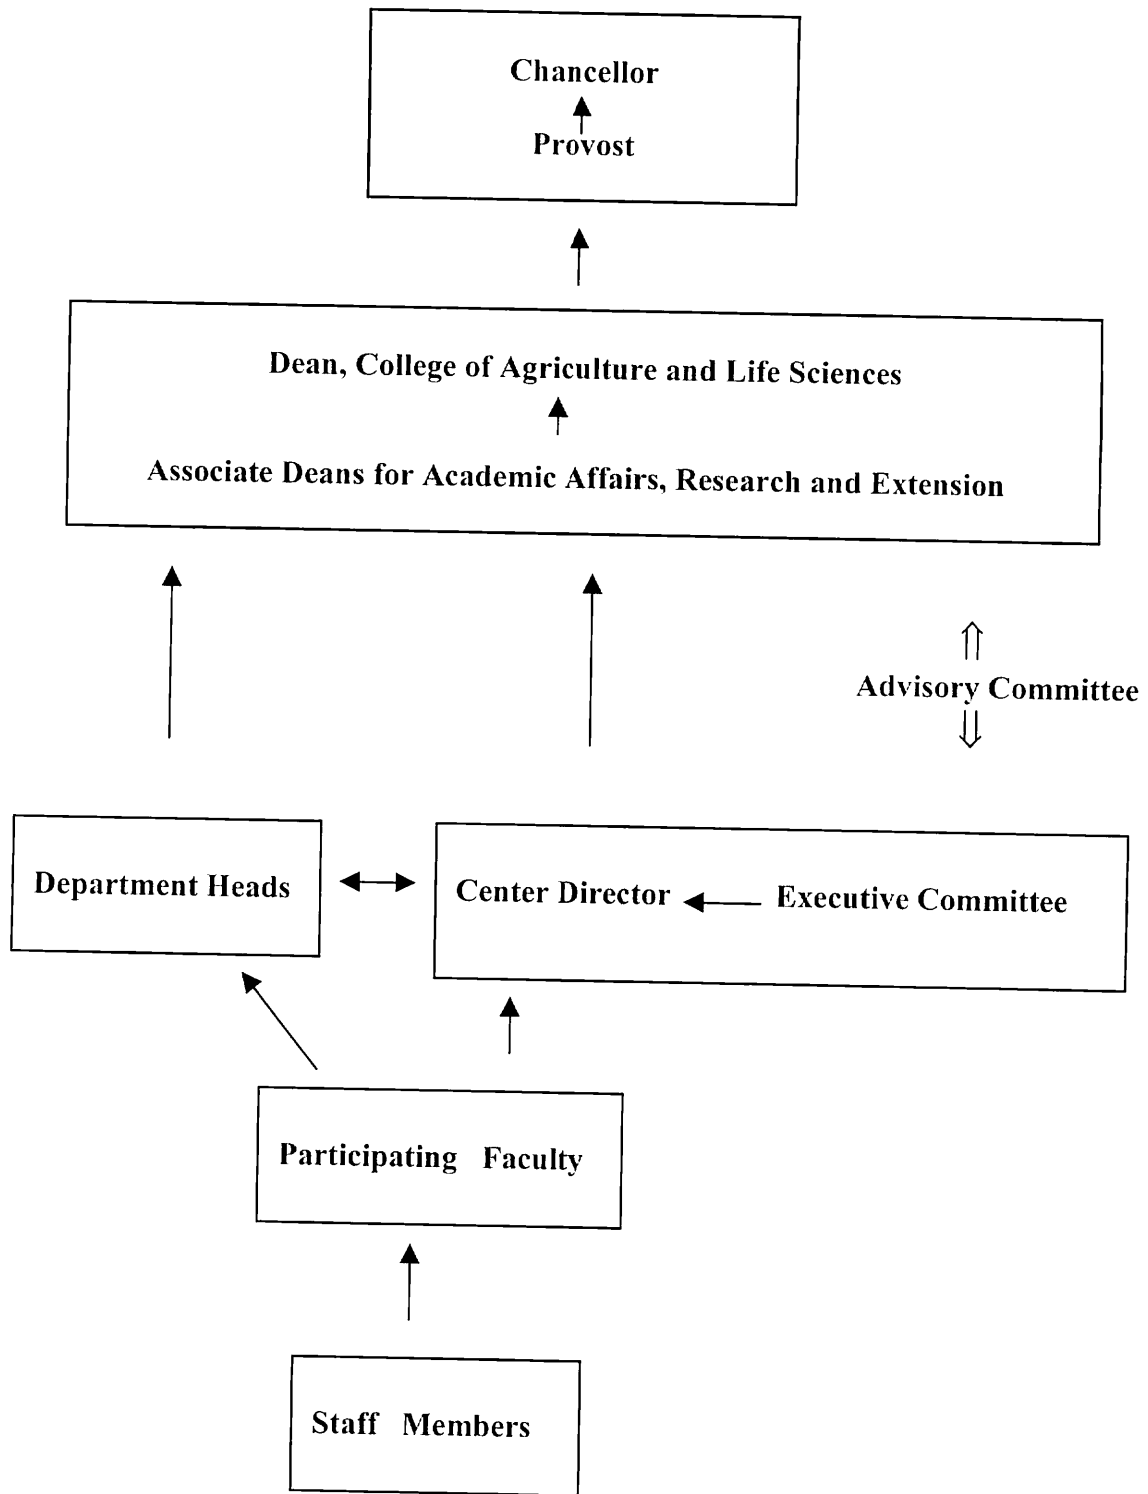 Chancellor
Provost
Dean, College of Agriculture and Life Sciences
Associate Deans for Academic Affairs, Research and Extension
Advisory Committee
Department Heads
Center Director
Executive Committee
Participating Faculty
Staff Members